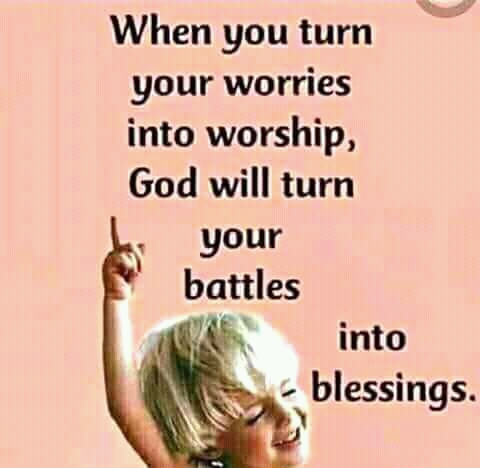 When you turn
your worries
into worship,
God will turn
your
battles
into
blessings.